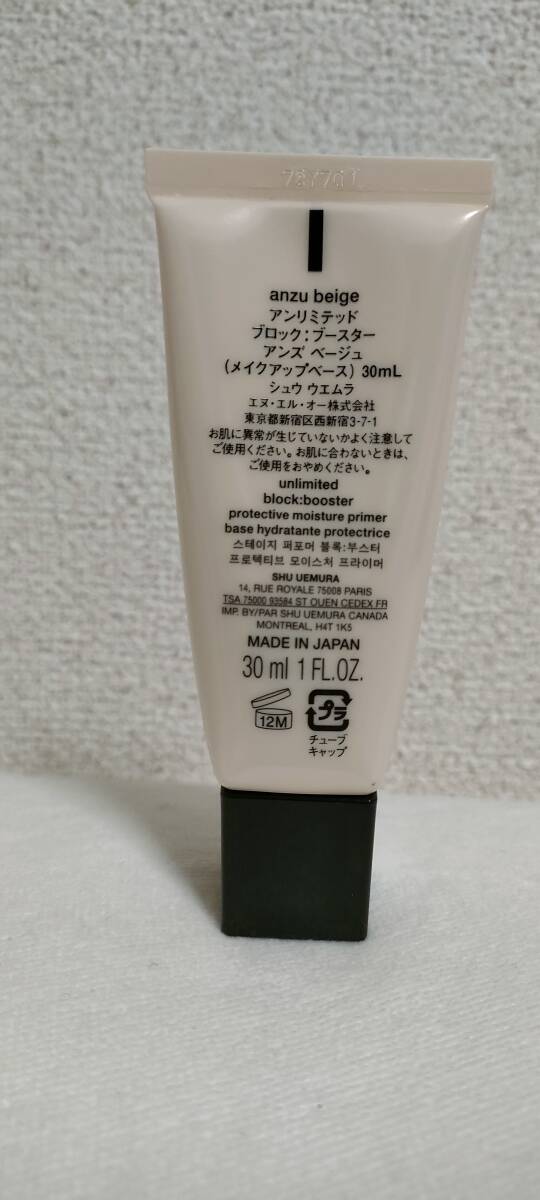 anzu beige
アンリミテッド
ブロック:ブースター
アンズ ベージュ
(メイクアップベース) 30mL
シュウ ウエムラ
エヌ・エル・オー株式会社
東京都新宿区西新宿3-7-1
お肌に異常が生じていないかよく注意して
ご使用ください。お肌に合わないときは、
ご使用をおやめください。
unlimited
block:booster
protective moisture primer
base hydratante protectrice
스테이지 퍼포머 블록:부스터
프로텍티브 모이스처 프라이머
SHU UEMURA
14, RUE ROYALE 75008 PARIS
TSA 75000 93584 ST OUEN CEDEX FR
IMP. BY/PAR SHU UEMURA CANADA
MONTREAL, H4T 1K5
MADE IN JAPAN
30 ml 1 FL.OZ.
12M
プラ
チューブ
キャップ